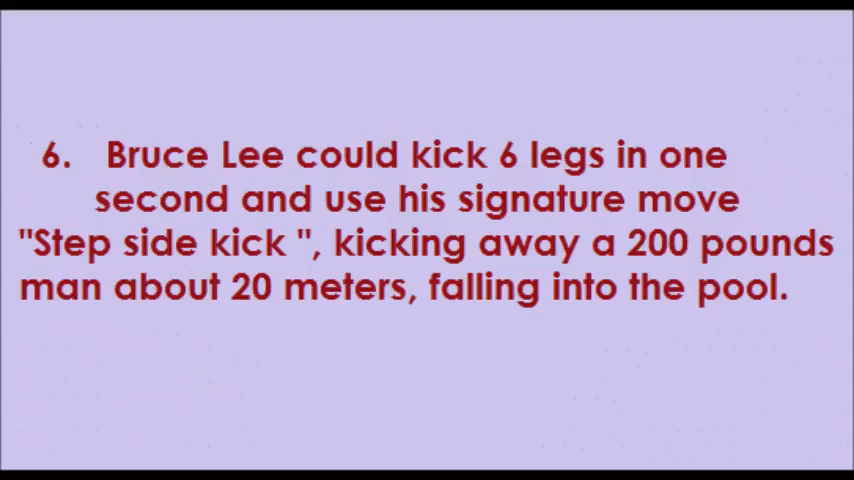 6. Bruce Lee could kick 6 legs in one
second and use his signature move
"Step side kick ", kicking away a 200 pounds
man about 20 meters, falling into the pool.